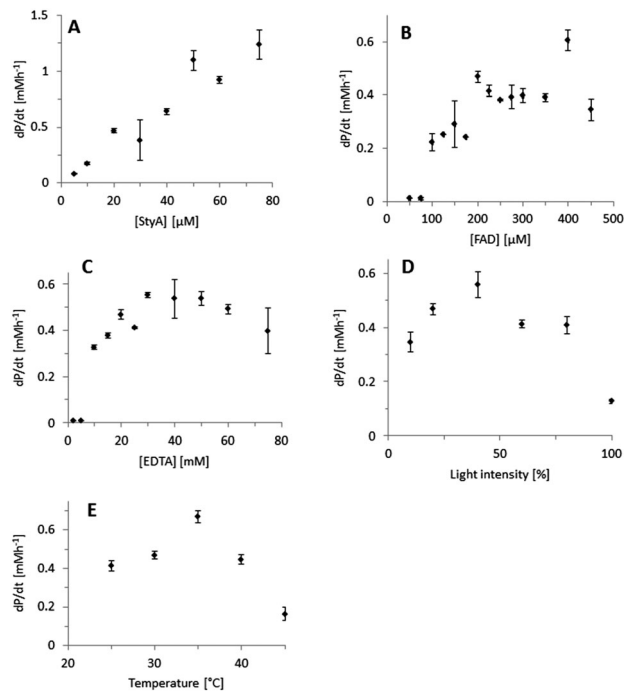 A
dP/dt [mMh⁻¹]
1.5
1
0.5
0
0 20 40 60 80
[StyA] [µM]
B
dP/dt [mMh⁻¹]
0.6
0.4
0.2
0
0 100 200 300 400 500
[FAD] [µM]
C
dP/dt [mMh⁻¹]
0.6
0.4
0.2
0
0 20 40 60 80
[EDTA] [mM]
D
dP/dt [mMh⁻¹]
0.6
0.4
0.2
0
0 50 100
Light intensity [%]
E
dP/dt [mMh⁻¹]
0.6
0.4
0.2
0
20 30 40
Temperature [°C]